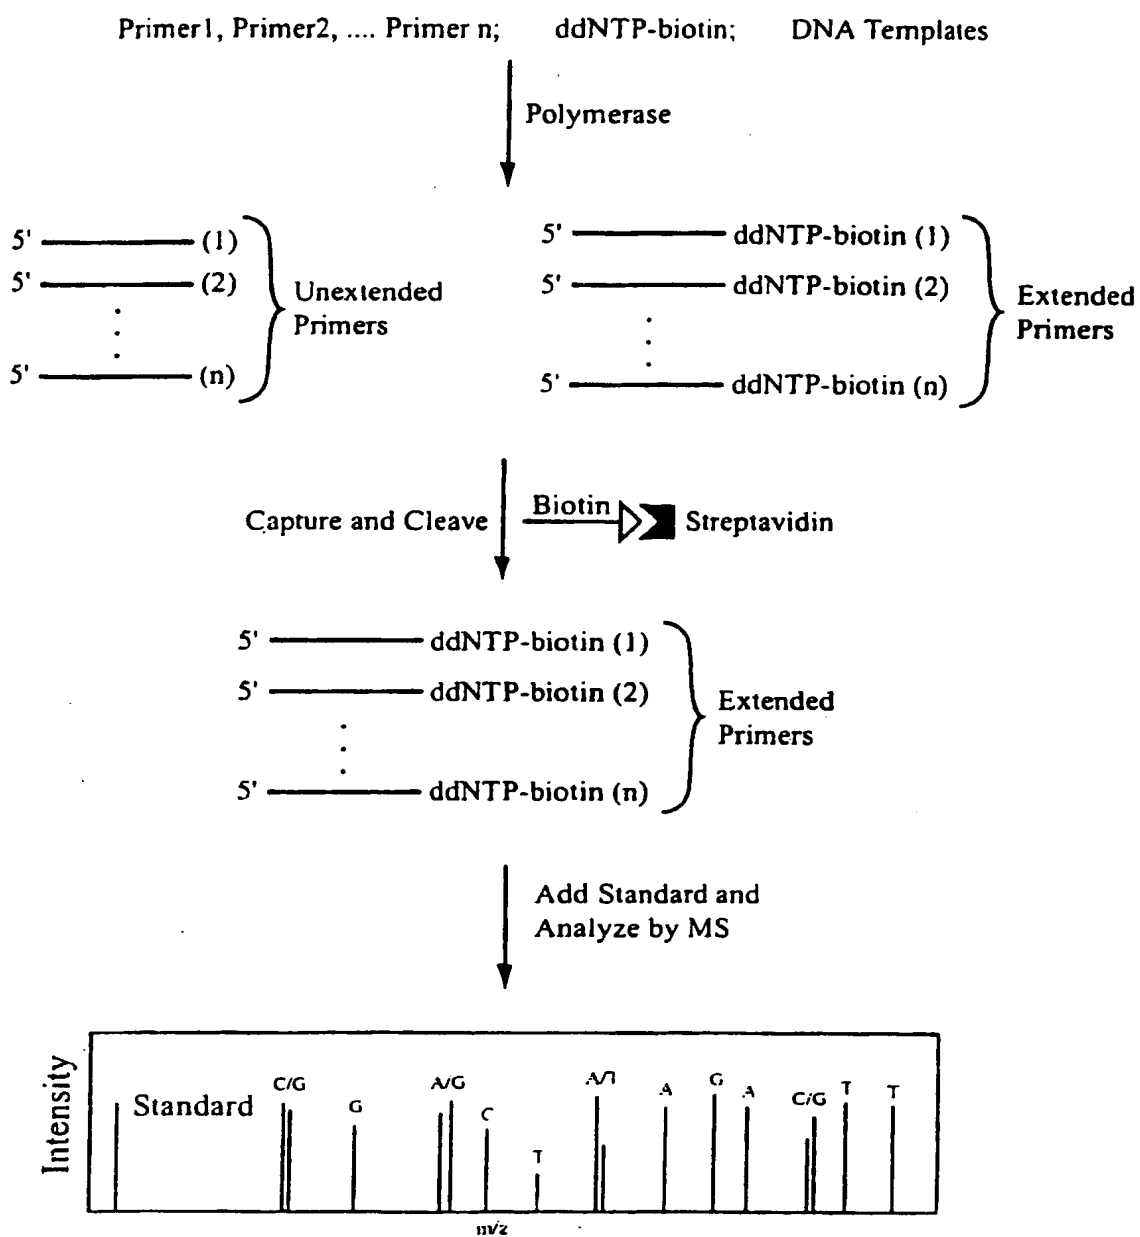 Primer1, Primer2, .... Primer n; ddNTP-biotin; DNA Templates
Polymerase
5' (1)
5' (2)
5' (n)
Unextended
Primers
5' ddNTP-biotin (1)
5' ddNTP-biotin (2)
5' ddNTP-biotin (n)
Extended
Primers
Capture and Cleave
Biotin
Streptavidin
5' ddNTP-biotin (1)
5' ddNTP-biotin (2)
5' ddNTP-biotin (n)
Extended
Primers
Add Standard and
Analyze by MS
Intensity
Standard
C/G
G
A/G
C
T
A/T
A
G
A
C/G
T
T
m/z